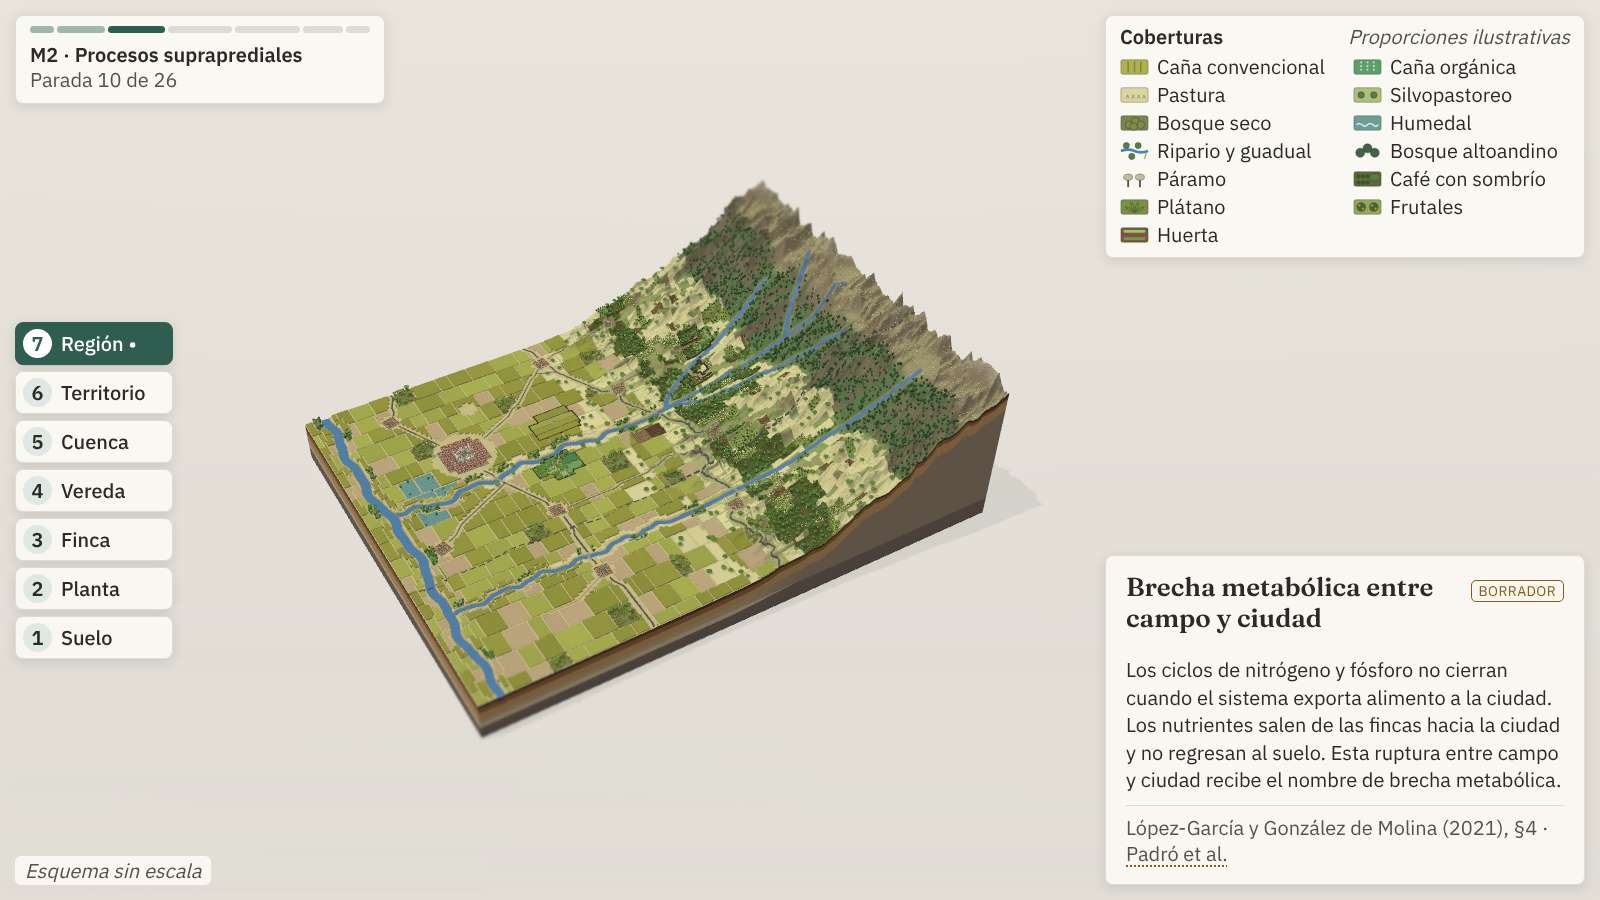 M2 · Procesos supraprediales
Parada 10 de 26
Coberturas
Proporciones ilustrativas
Caña convencional
Caña orgánica
Pastura
Silvopastoreo
Bosque seco
Humedal
Ripario y guadual
Bosque altoandino
Páramo
Café con sombrío
Plátano
Frutales
Huerta
7 Región •
6 Territorio
5 Cuenca
4 Vereda
3 Finca
2 Planta
1 Suelo
Brecha metabólica entre
campo y ciudad
BORRADOR
Los ciclos de nitrógeno y fósforo no cierran
cuando el sistema exporta alimento a la ciudad.
Los nutrientes salen de las fincas hacia la ciudad
y no regresan al suelo. Esta ruptura entre campo
y ciudad recibe el nombre de brecha metabólica.
López-García y González de Molina (2021), §4 ·
Padró et al.
Esquema sin escala